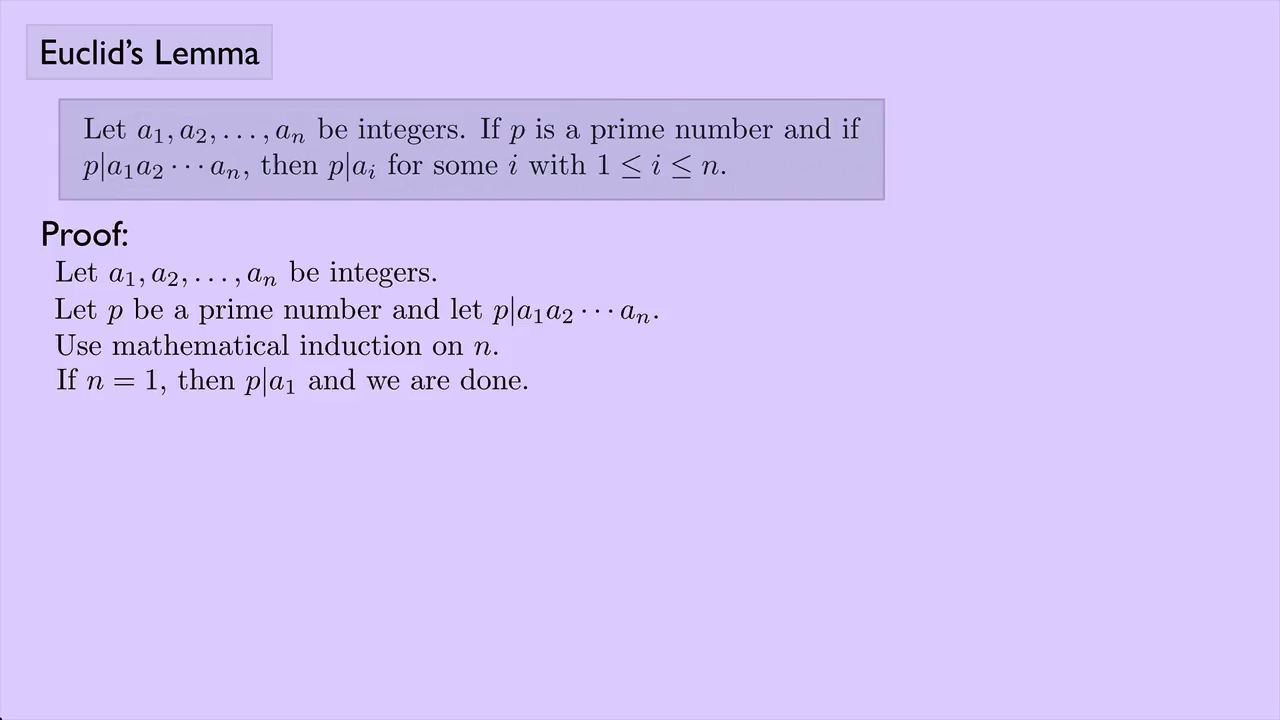 Euclid’s Lemma
Let a₁, a₂, . . . , aₙ be integers. If p is a prime number and if
p|a₁a₂ · · · aₙ, then p|aᵢ for some i with 1 ≤ i ≤ n.
Proof:
Let a₁, a₂, . . . , aₙ be integers.
Let p be a prime number and let p|a₁a₂ · · · aₙ.
Use mathematical induction on n.
If n = 1, then p|a₁ and we are done.